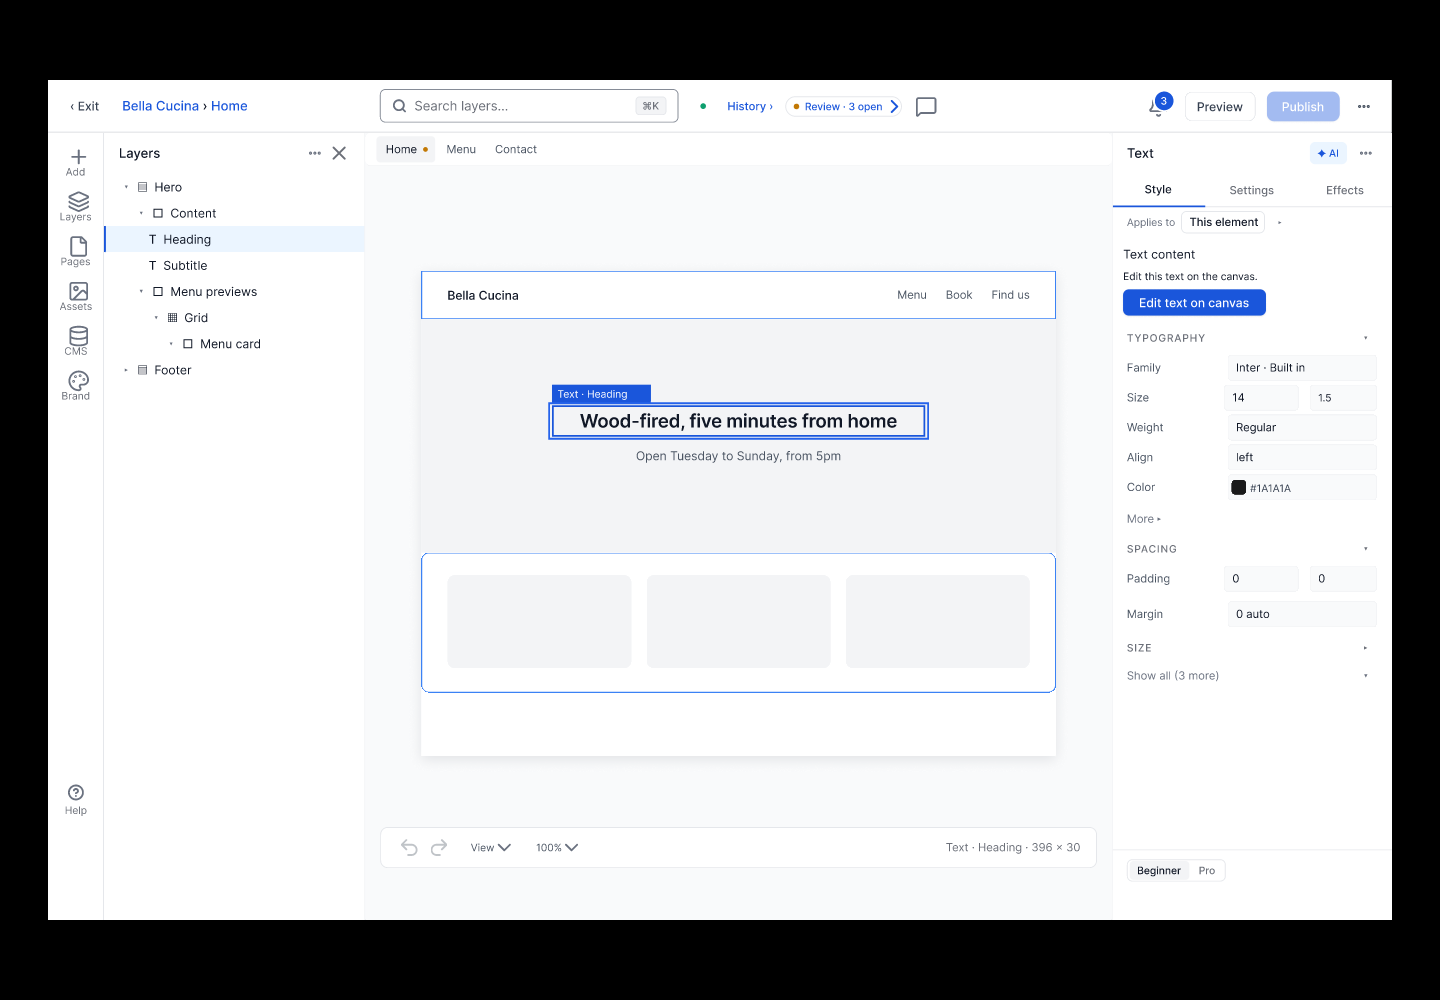 ‹ Exit
Bella Cucina › Home
Search layers...
⌘K
History ›
Review · 3 open
3
Preview
Publish
Add
Layers
Pages
Assets
CMS
Brand
Help
Layers
Hero
Content
T Heading
T Subtitle
Menu previews
Grid
Menu card
Footer
Home
Menu
Contact
Bella Cucina
Menu
Book
Find us
Text · Heading
Wood-fired, five minutes from home
Open Tuesday to Sunday, from 5pm
View
100%
Text · Heading · 396 × 30
Text
AI
Style
Settings
Effects
Applies to
This element
Text content
Edit this text on the canvas.
Edit text on canvas
TYPOGRAPHY
Family
Inter · Built in
Size
14
1.5
Weight
Regular
Align
left
Color
#1A1A1A
More
SPACING
Padding
0
0
Margin
0 auto
SIZE
Show all (3 more)
Beginner
Pro